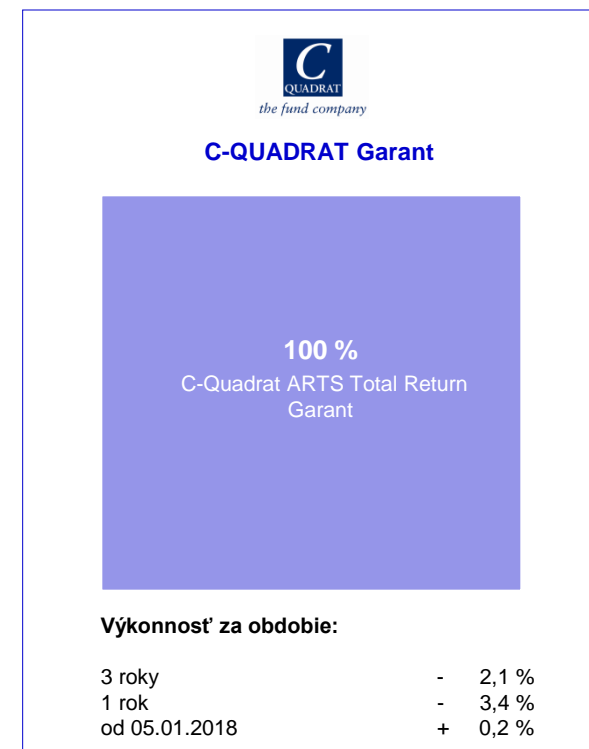 C
QUADRAT
the fund company
C-QUADRAT Garant
100 %
C-Quadrat ARTS Total Return
Garant
Výkonnosť za obdobie:
3 roky - 2,1 %
1 rok - 3,4 %
od 05.01.2018 + 0,2 %